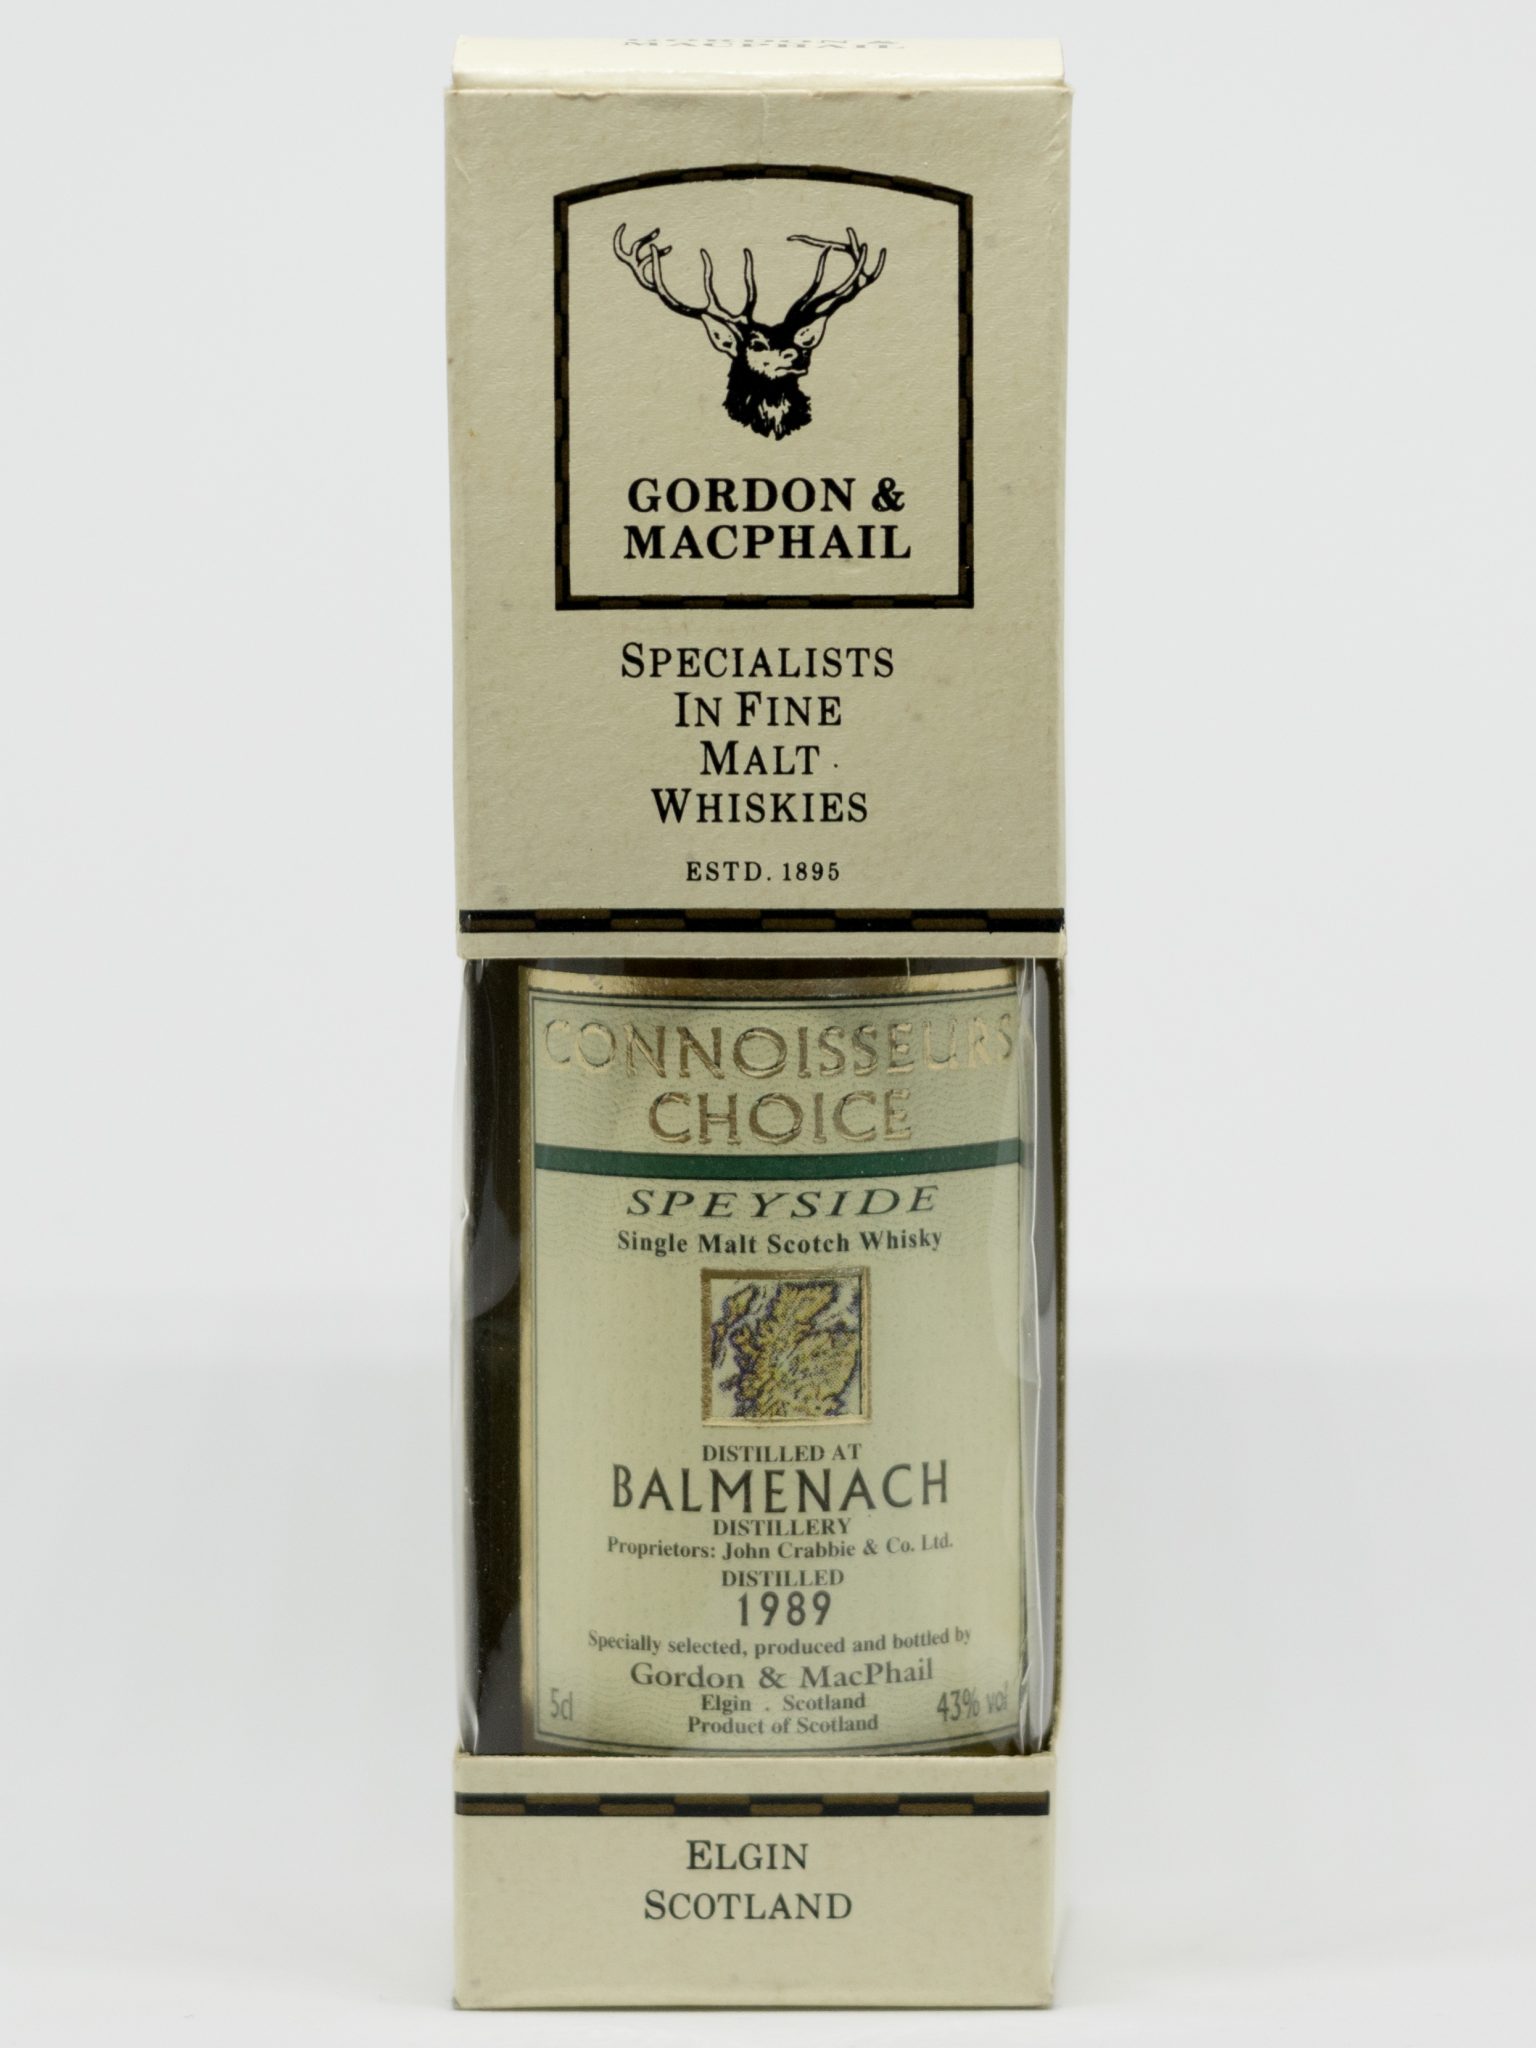 GORDON &
MACPHAIL
GORDON &
MACPHAIL
SPECIALISTS
IN FINE
MALT
WHISKIES
ESTD. 1895
CONNOISSEURS
CHOICE
SPEYSIDE
Single Malt Scotch Whisky
DISTILLED AT
BALMENACH
DISTILLERY
Proprietors: John Crabbie & Co. Ltd.
DISTILLED
1989
Specially selected, produced and bottled by
Gordon & MacPhail
Elgin . Scotland
Product of Scotland
5cl
43% vol
ELGIN
SCOTLAND